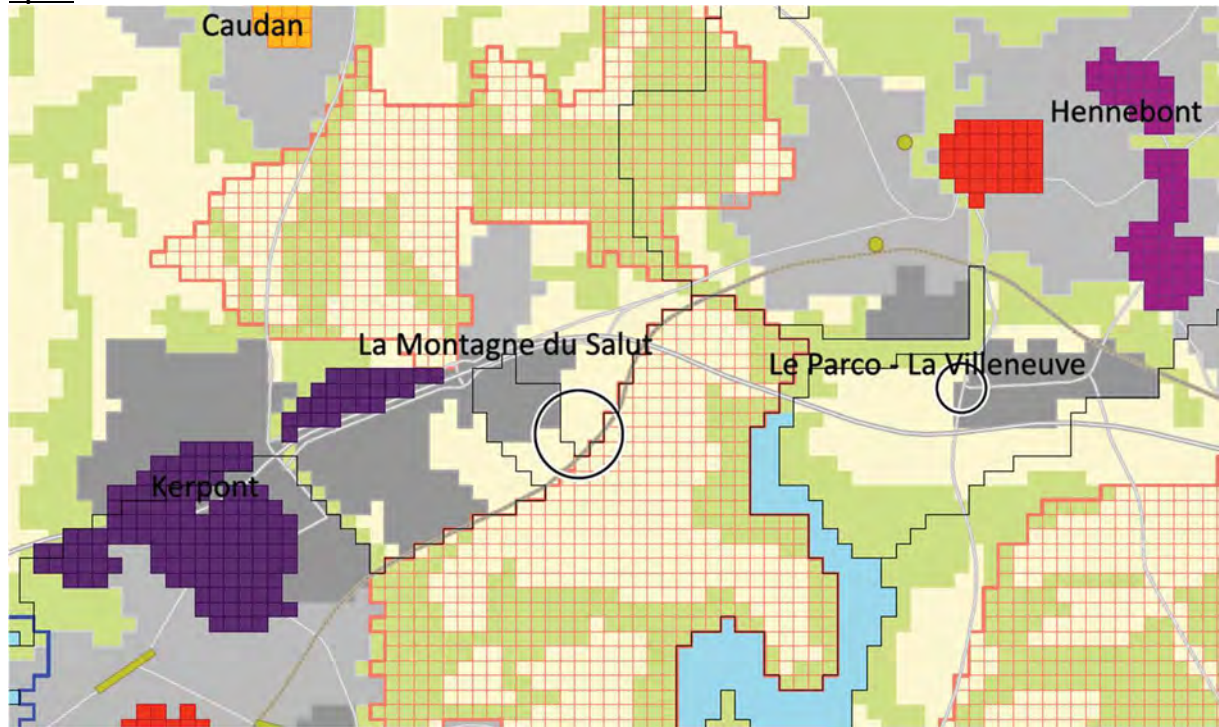 Caudan
Hennebont
La Montagne du Salut
Le Parco - La Villeneuve
Kerpont